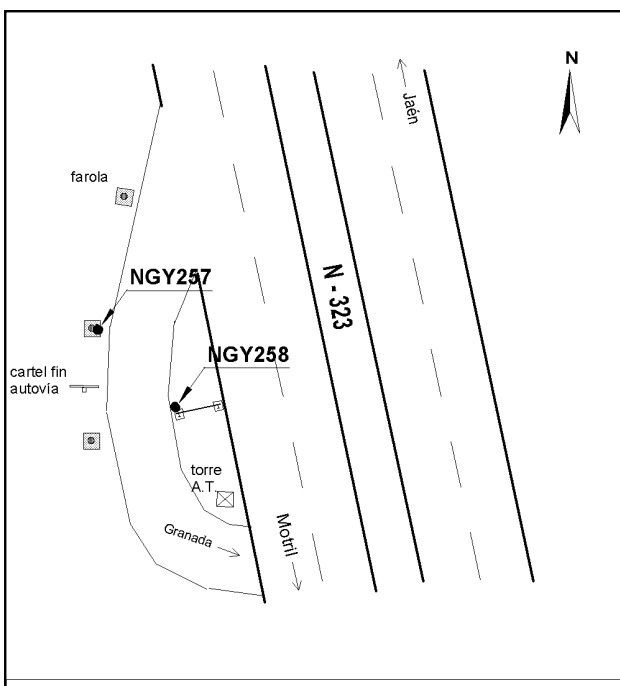 N
Jaén
farola
NGY257
N - 323
NGY258
cartel fin
autovía
torre
A.T.
Granada
Motril